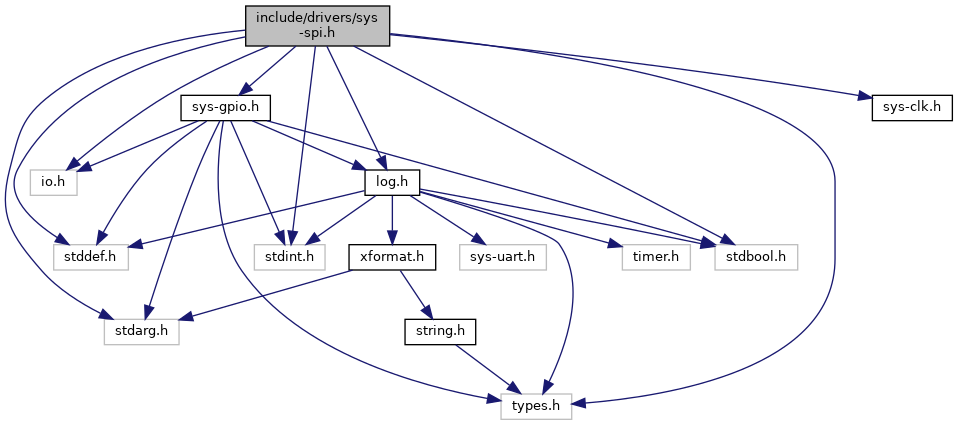 include/drivers/sys
-spi.h
sys-gpio.h
sys-clk.h
io.h
log.h
stddef.h
stdint.h
xformat.h
sys-uart.h
timer.h
stdbool.h
stdarg.h
string.h
types.h